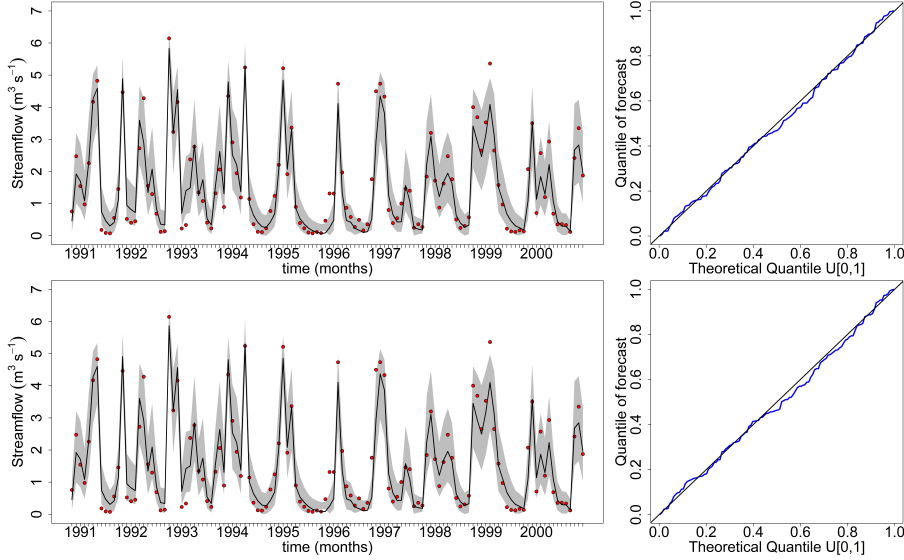 7
6
5
4
3
2
1
0
Streamflow (m³ s⁻¹)
1991 1992 1993 1994 1995 1996 1997 1998 1999 2000
time (months)
1.0
0.8
0.6
0.4
0.2
0.0
Quantile of forecast
0.0 0.2 0.4 0.6 0.8 1.0
Theoretical Quantile U[0,1]
7
6
5
4
3
2
1
0
Streamflow (m³ s⁻¹)
1991 1992 1993 1994 1995 1996 1997 1998 1999 2000
time (months)
1.0
0.8
0.6
0.4
0.2
0.0
Quantile of forecast
0.0 0.2 0.4 0.6 0.8 1.0
Theoretical Quantile U[0,1]